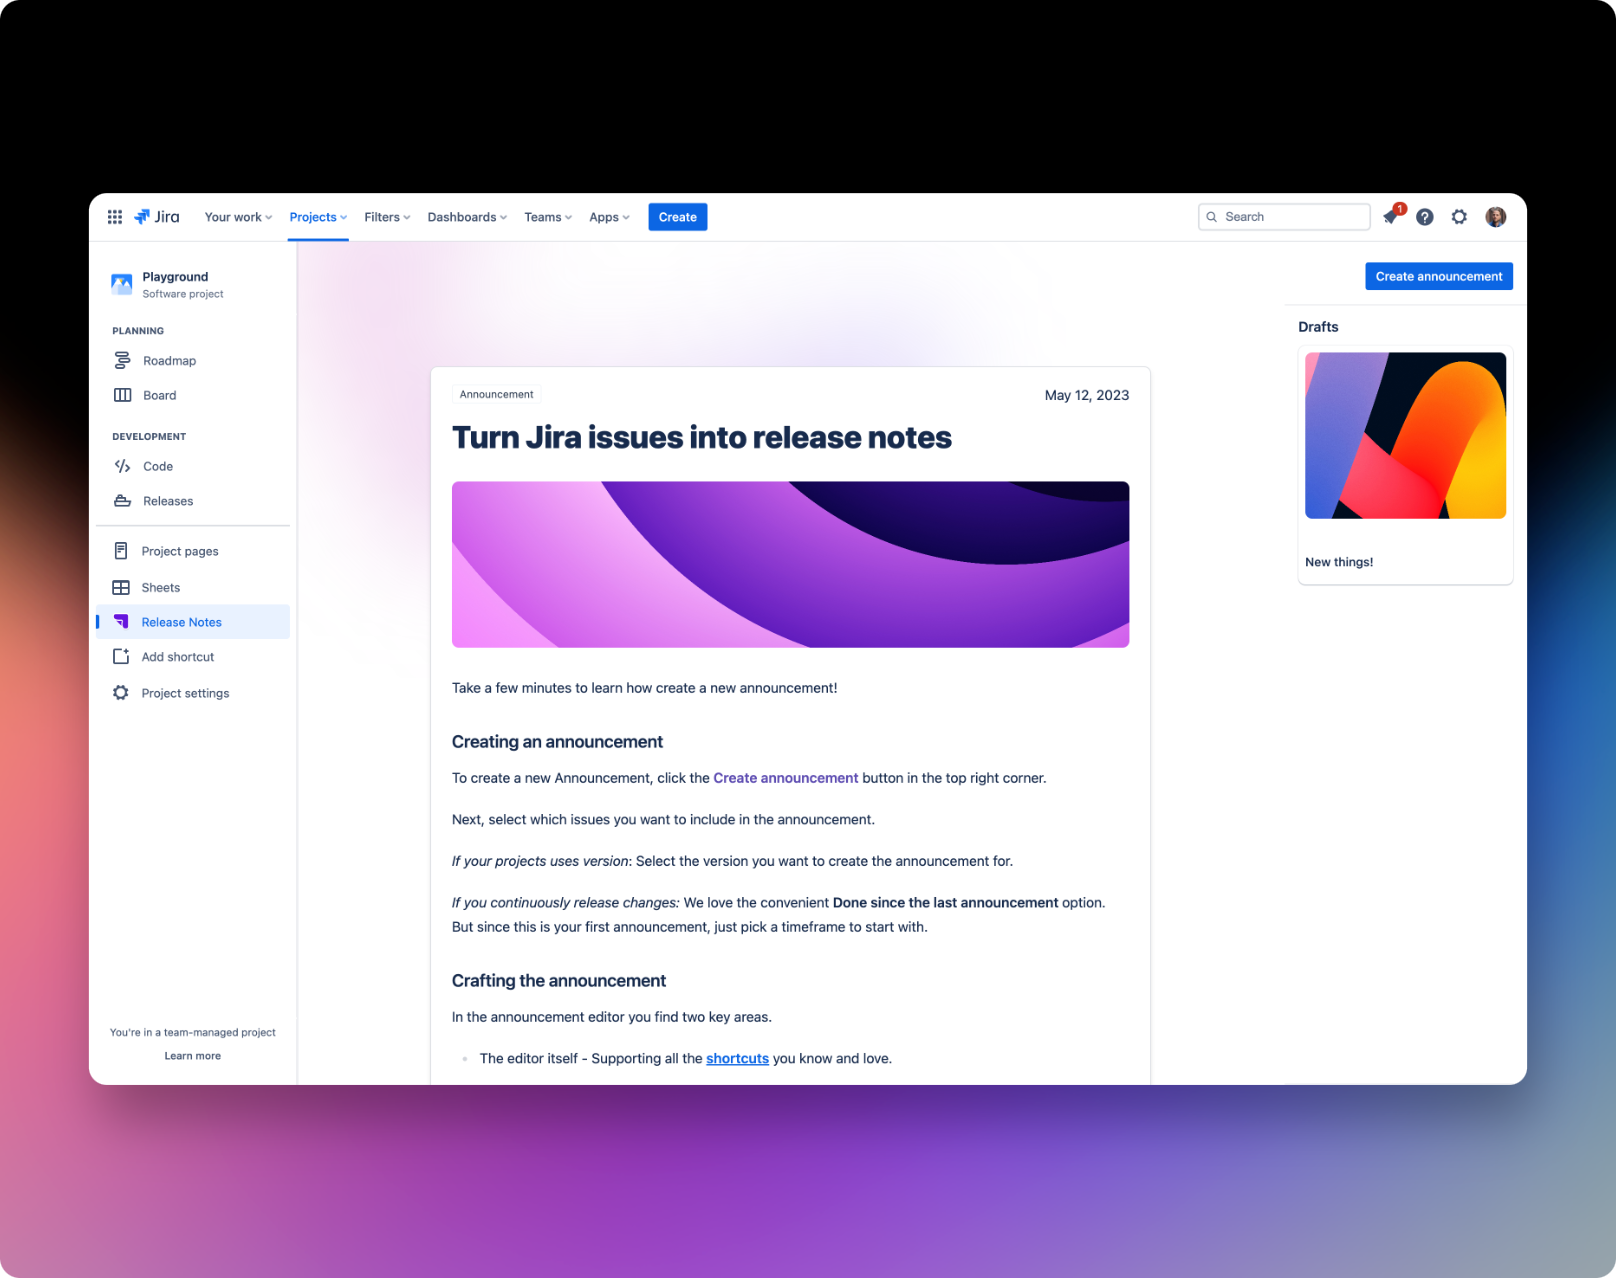 Jira
Your work
Projects
Filters
Dashboards
Teams
Apps
Create
Search
1
?
Playground
Software project
PLANNING
Roadmap
Board
DEVELOPMENT
Code
Releases
Project pages
Sheets
Release Notes
Add shortcut
Project settings
You're in a team-managed project
Learn more
Announcement
May 12, 2023
Turn Jira issues into release notes
Take a few minutes to learn how create a new announcement!
Creating an announcement
To create a new Announcement, click the Create announcement button in the top right corner.
Next, select which issues you want to include in the announcement.
If your projects uses version: Select the version you want to create the announcement for.
If you continuously release changes: We love the convenient Done since the last announcement option.
But since this is your first announcement, just pick a timeframe to start with.
Crafting the announcement
In the announcement editor you find two key areas.
The editor itself - Supporting all the shortcuts you know and love.
Create announcement
Drafts
New things!